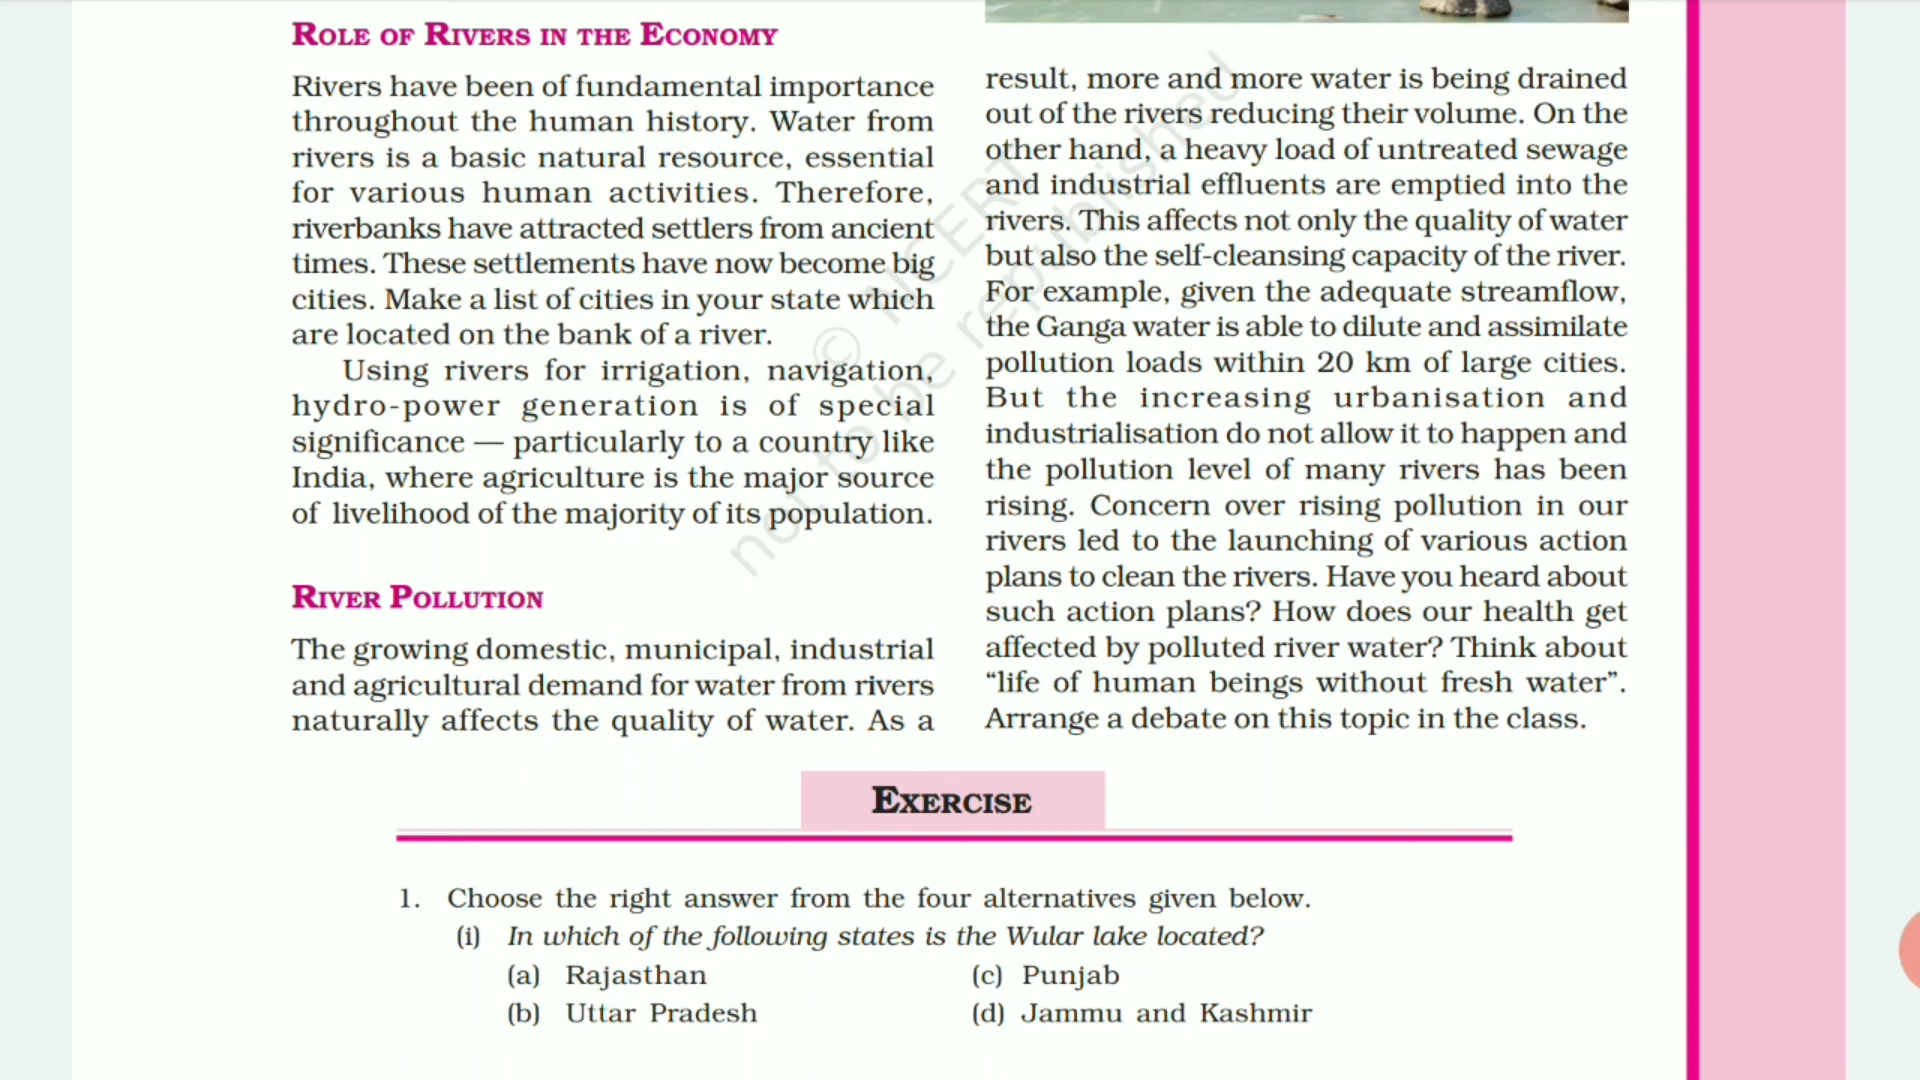 ROLE OF RIVERS IN THE ECONOMY
Rivers have been of fundamental importance
throughout the human history. Water from
rivers is a basic natural resource, essential
for various human activities. Therefore,
riverbanks have attracted settlers from ancient
times. These settlements have now become big
cities. Make a list of cities in your state which
are located on the bank of a river.
Using rivers for irrigation, navigation,
hydro-power generation is of special
significance — particularly to a country like
India, where agriculture is the major source
of livelihood of the majority of its population.
RIVER POLLUTION
The growing domestic, municipal, industrial
and agricultural demand for water from rivers
naturally affects the quality of water. As a
result, more and more water is being drained
out of the rivers reducing their volume. On the
other hand, a heavy load of untreated sewage
and industrial effluents are emptied into the
rivers. This affects not only the quality of water
but also the self-cleansing capacity of the river.
For example, given the adequate streamflow,
the Ganga water is able to dilute and assimilate
pollution loads within 20 km of large cities.
But the increasing urbanisation and
industrialisation do not allow it to happen and
the pollution level of many rivers has been
rising. Concern over rising pollution in our
rivers led to the launching of various action
plans to clean the rivers. Have you heard about
such action plans? How does our health get
affected by polluted river water? Think about
“life of human beings without fresh water”.
Arrange a debate on this topic in the class.
© NCERT
not to be republished
EXERCISE
1. Choose the right answer from the four alternatives given below.
(i) In which of the following states is the Wular lake located?
(a) Rajasthan (c) Punjab
(b) Uttar Pradesh (d) Jammu and Kashmir